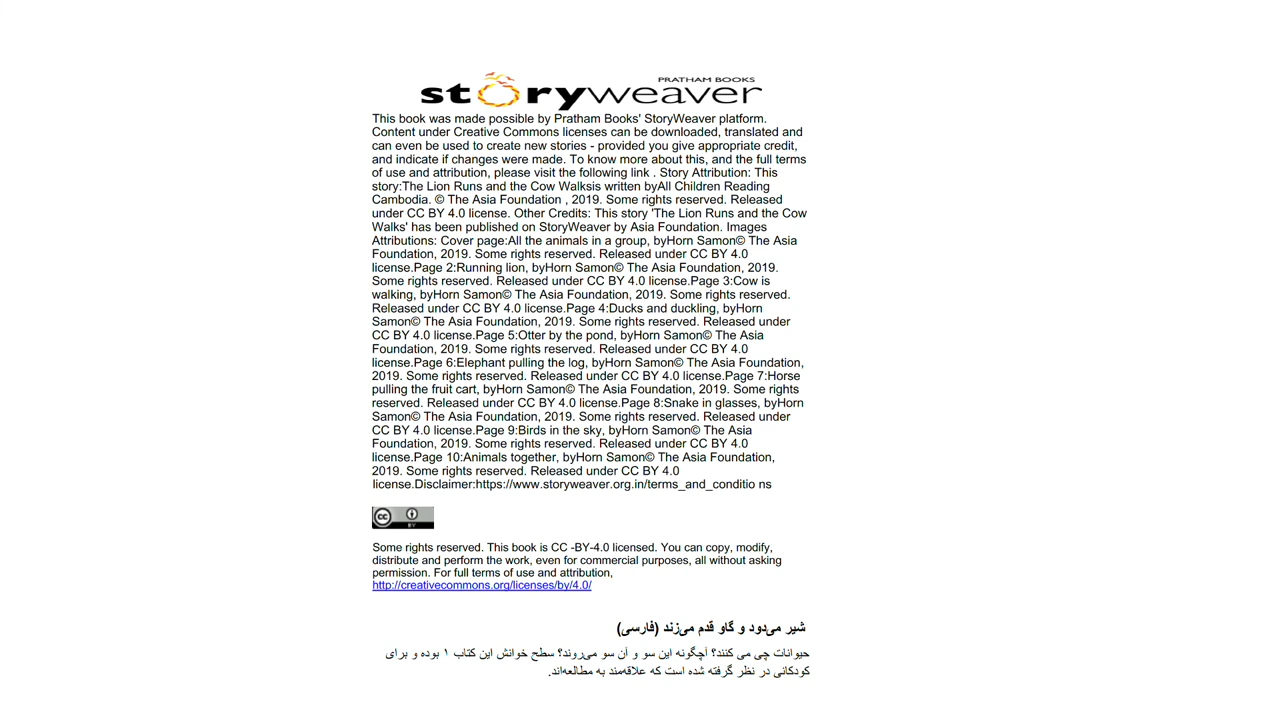 PRATHAM BOOKS
storyweaver
This book was made possible by Pratham Books' StoryWeaver platform.
Content under Creative Commons licenses can be downloaded, translated and
can even be used to create new stories - provided you give appropriate credit,
and indicate if changes were made. To know more about this, and the full terms
of use and attribution, please visit the following link . Story Attribution: This
story:The Lion Runs and the Cow Walksis written byAll Children Reading
Cambodia. © The Asia Foundation , 2019. Some rights reserved. Released
under CC BY 4.0 license. Other Credits: This story 'The Lion Runs and the Cow
Walks' has been published on StoryWeaver by Asia Foundation. Images
Attributions: Cover page:All the animals in a group, byHorn Samon© The Asia
Foundation, 2019. Some rights reserved. Released under CC BY 4.0
license.Page 2:Running lion, byHorn Samon© The Asia Foundation, 2019.
Some rights reserved. Released under CC BY 4.0 license.Page 3:Cow is
walking, byHorn Samon© The Asia Foundation, 2019. Some rights reserved.
Released under CC BY 4.0 license.Page 4:Ducks and duckling, byHorn
Samon© The Asia Foundation, 2019. Some rights reserved. Released under
CC BY 4.0 license.Page 5:Otter by the pond, byHorn Samon© The Asia
Foundation, 2019. Some rights reserved. Released under CC BY 4.0
license.Page 6:Elephant pulling the log, byHorn Samon© The Asia Foundation,
2019. Some rights reserved. Released under CC BY 4.0 license.Page 7:Horse
pulling the fruit cart, byHorn Samon© The Asia Foundation, 2019. Some rights
reserved. Released under CC BY 4.0 license.Page 8:Snake in glasses, byHorn
Samon© The Asia Foundation, 2019. Some rights reserved. Released under
CC BY 4.0 license.Page 9:Birds in the sky, byHorn Samon© The Asia
Foundation, 2019. Some rights reserved. Released under CC BY 4.0
license.Page 10:Animals together, byHorn Samon© The Asia Foundation,
2019. Some rights reserved. Released under CC BY 4.0
license.Disclaimer:https://www.storyweaver.org.in/terms_and_conditio ns
cc BY
Some rights reserved. This book is CC -BY-4.0 licensed. You can copy, modify,
distribute and perform the work, even for commercial purposes, all without asking
permission. For full terms of use and attribution,
http://creativecommons.org/licenses/by/4.0/
شیر می‌دود و گاو قدم می‌زند (فارسی)
حیوانات چی می کنند؟ آچگونه این سو و آن سو می‌روند؟ سطح خوانش این کتاب ۱ بوده و برای
کودکانی در نظر گرفته شده است که علاقه‌مند به مطالعه‌اند.